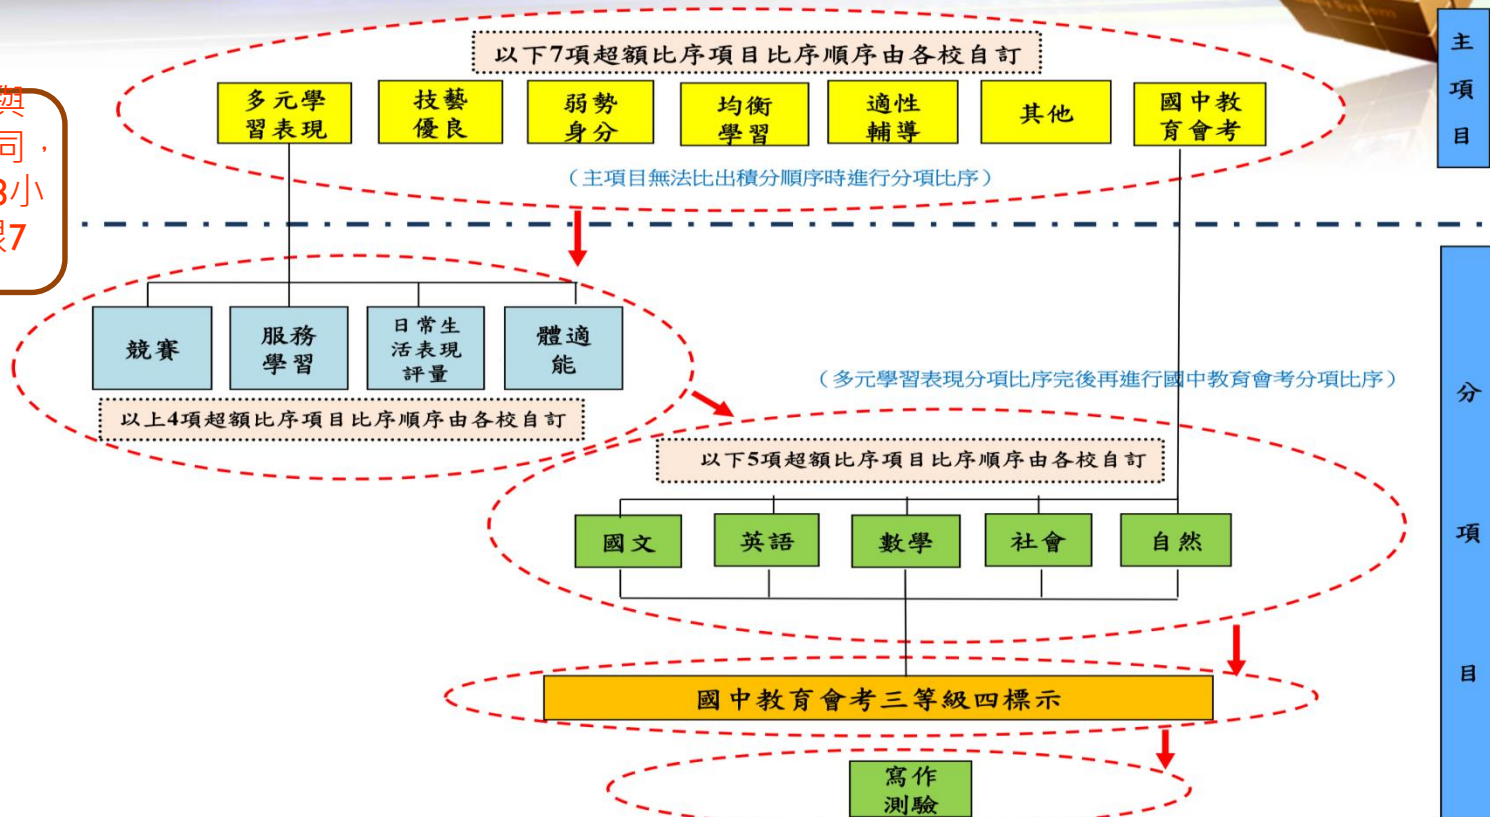 主
項
目
以下7項超額比序項目比序順序由各校自訂
多元學
習表現
技藝
優良
弱勢
身分
均衡
學習
適性
輔導
其他
國中教
育會考
(主項目無法比出積分順序時進行分項比序)
與
同，
3小
限7
競賽
服務
學習
日常生
活表現
評量
體適
能
以上4項超額比序項目比序順序由各校自訂
(多元學習表現分項比序完後再進行國中教育會考分項比序)
以下5項超額比序項目比序順序由各校自訂
國文
英語
數學
社會
自然
國中教育會考三等級四標示
寫作
測驗
分
項
目